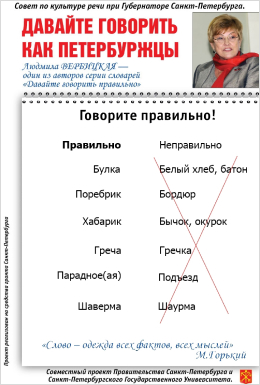 Совет по культуре речи при Губернаторе Санкт-Петербурга.
ДАВАЙТЕ ГОВОРИТЬ
КАК ПЕТЕРБУРЖЦЫ
Людмила ВЕРБИЦКАЯ —
один из авторов серии словарей
«Давайте говорить правильно»
Говорите правильно!
Правильно Неправильно
Булка Белый хлеб, батон
Поребрик Бордюр
Хабарик Бычок, окурок
Греча Гречка
Парадное(ая) Подъезд
Шаверма Шаурма
«Слово – одежда всех фактов, всех мыслей»
М.Горький
Проект реализован на средства гранта Санкт-Петербурга
Совместный проект Правительства Санкт-Петербурга и
Санкт-Петербургского Государственного Университета.